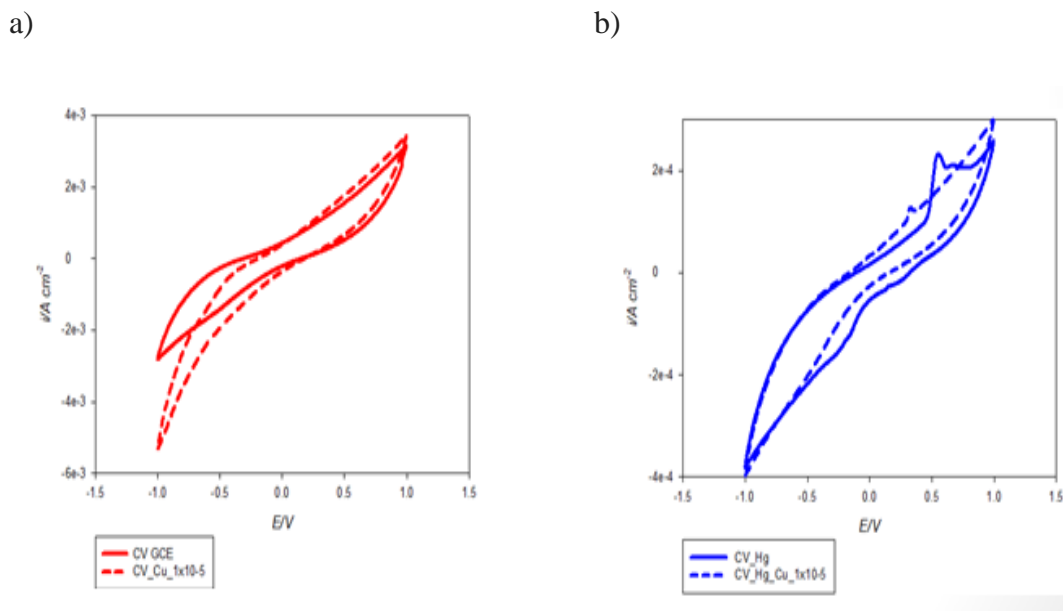 a)
b)
4e-3
2e-3
0
-2e-3
-4e-3
-6e-3
i/A cm-2
-1.5
-1.0
-0.5
0.0
0.5
1.0
1.5
E/V
CV GCE
CV_Cu_1x10-5
2e-4
0
-2e-4
-4e-4
i/A cm-2
-1.5
-1.0
-0.5
0.0
0.5
1.0
1.5
E/V
CV_Hg
CV_Hg_Cu_1x10-5